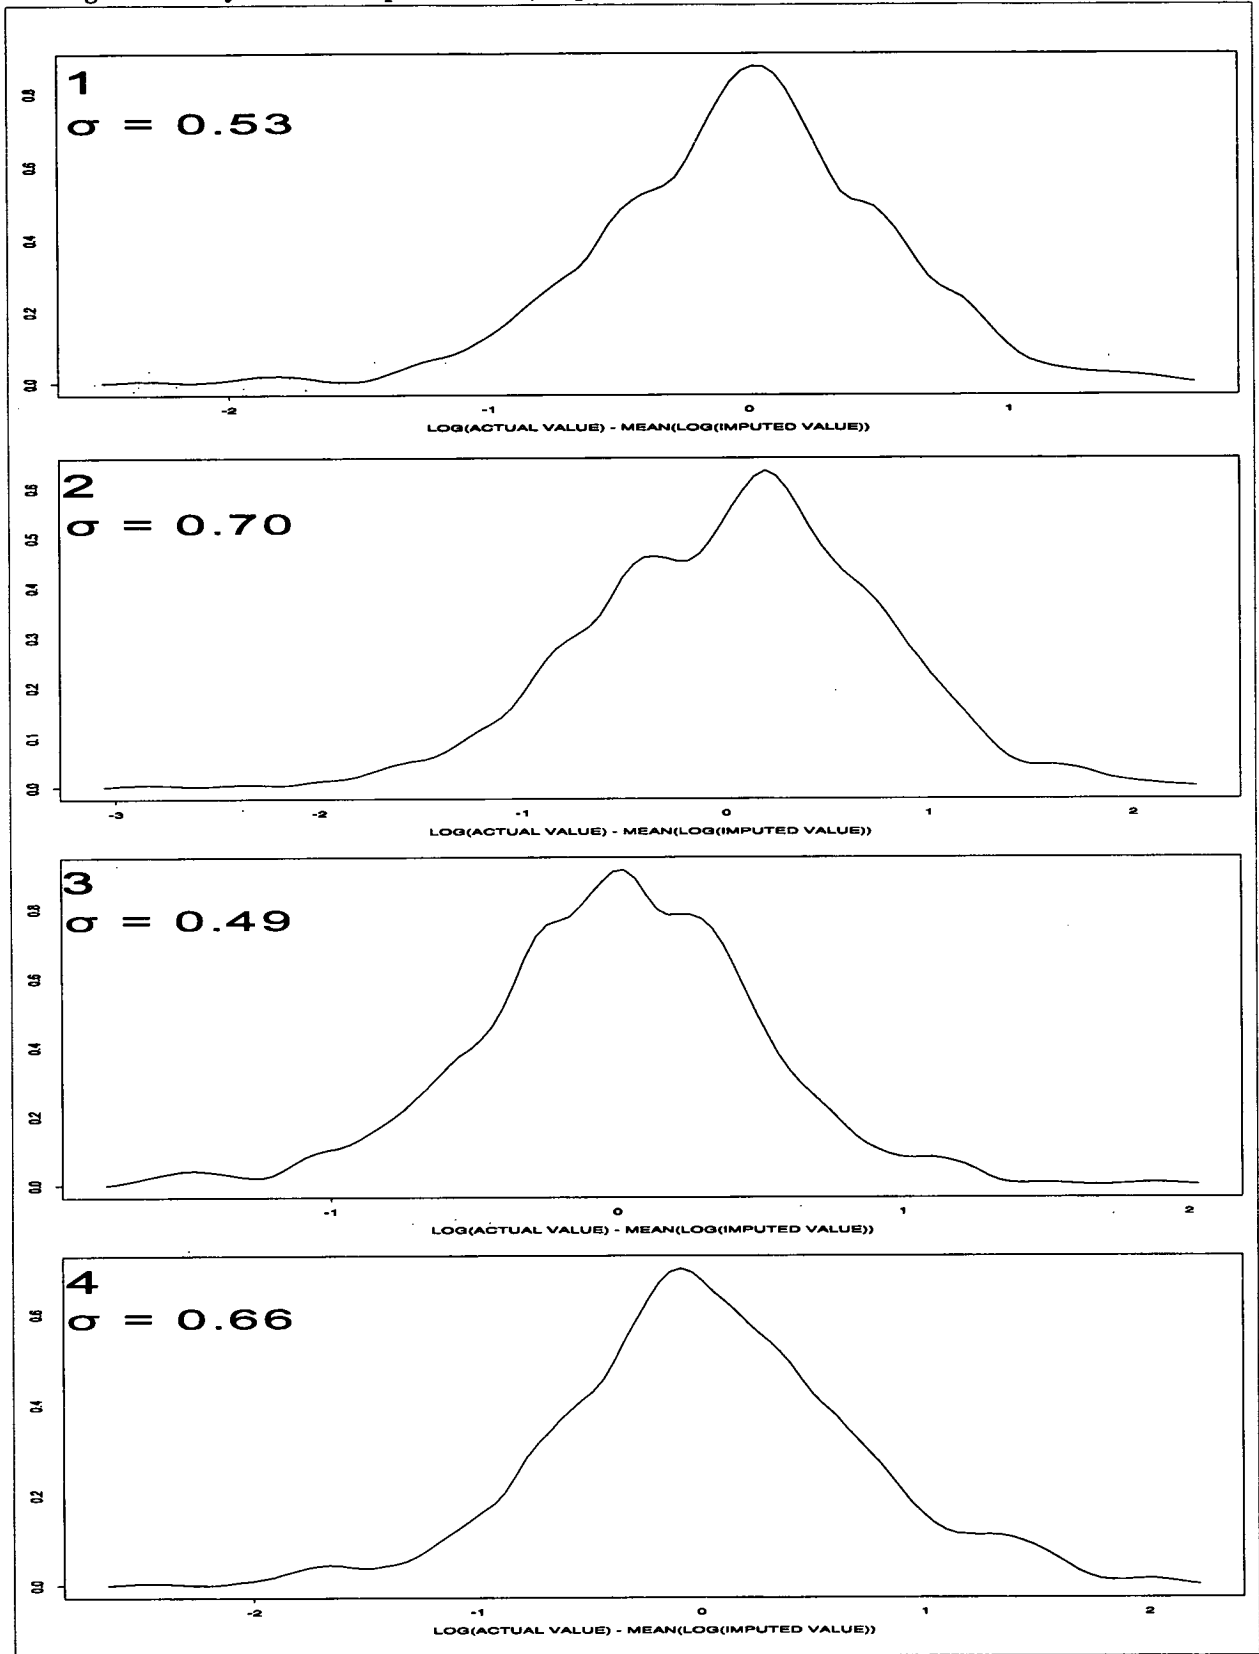 1
σ = 0.53
0.8
0.6
0.4
0.2
0.0
-2 -1 0 1
LOG(ACTUAL VALUE) - MEAN(LOG(IMPUTED VALUE))
2
σ = 0.70
0.6
0.5
0.4
0.3
0.2
0.1
0.0
-3 -2 -1 0 1 2
LOG(ACTUAL VALUE) - MEAN(LOG(IMPUTED VALUE))
3
σ = 0.49
0.8
0.6
0.4
0.2
0.0
-1 0 1 2
LOG(ACTUAL VALUE) - MEAN(LOG(IMPUTED VALUE))
4
σ = 0.66
0.6
0.4
0.2
0.0
-2 -1 0 1 2
LOG(ACTUAL VALUE) - MEAN(LOG(IMPUTED VALUE))